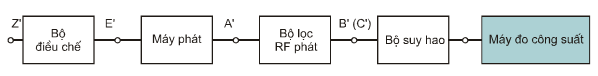 Z' E' A' B' (C')
Bộ điều chế
Máy phát
Bộ lọc RF phát
Bộ suy hao
Máy đo công suất